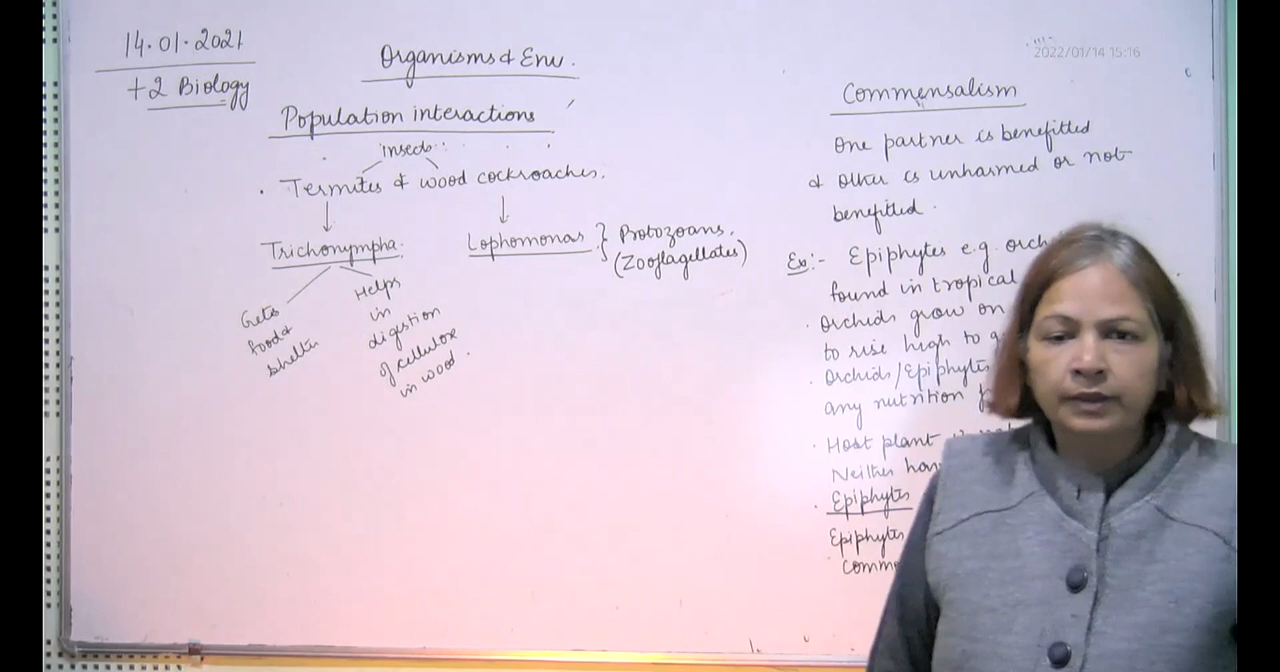 14.01.2021
+2 Biology
Organisms & Env.
Population interactions
insects
Termites & wood cockroaches.
Trichonympha.
Lophomonas } Protozoans.
(Zooflagellates)
Gets
food &
shelter
Helps
in
digestion
of cellulose
in wood.
2022/01/14 15:16
Commensalism
One partner is benefitted
& other is unharmed or not
benefitted.
Ex:- Epiphytes e.g.
found in tropical
Orchids grow on
to rise high to
Orchids/Epiphytes
any nutrition
Host plant
Neither
Epiphytes
Epiphytes